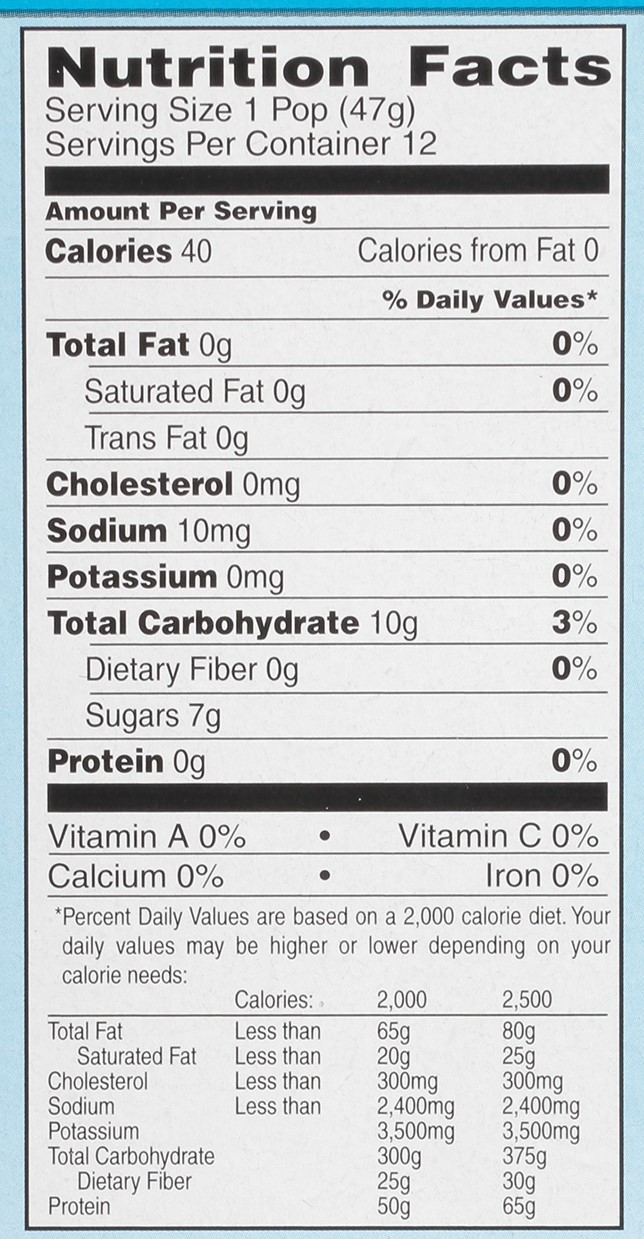 Nutrition Facts
Serving Size 1 Pop (47g)
Servings Per Container 12
Amount Per Serving
Calories 40 Calories from Fat 0
% Daily Values*
Total Fat 0g 0%
Saturated Fat 0g 0%
Trans Fat 0g
Cholesterol 0mg 0%
Sodium 10mg 0%
Potassium 0mg 0%
Total Carbohydrate 10g 3%
Dietary Fiber 0g 0%
Sugars 7g
Protein 0g 0%
Vitamin A 0% • Vitamin C 0%
Calcium 0% • Iron 0%
*Percent Daily Values are based on a 2,000 calorie diet. Your
daily values may be higher or lower depending on your
calorie needs:
Calories: 2,000 2,500
Total Fat Less than 65g 80g
Saturated Fat Less than 20g 25g
Cholesterol Less than 300mg 300mg
Sodium Less than 2,400mg 2,400mg
Potassium 3,500mg 3,500mg
Total Carbohydrate 300g 375g
Dietary Fiber 25g 30g
Protein 50g 65g